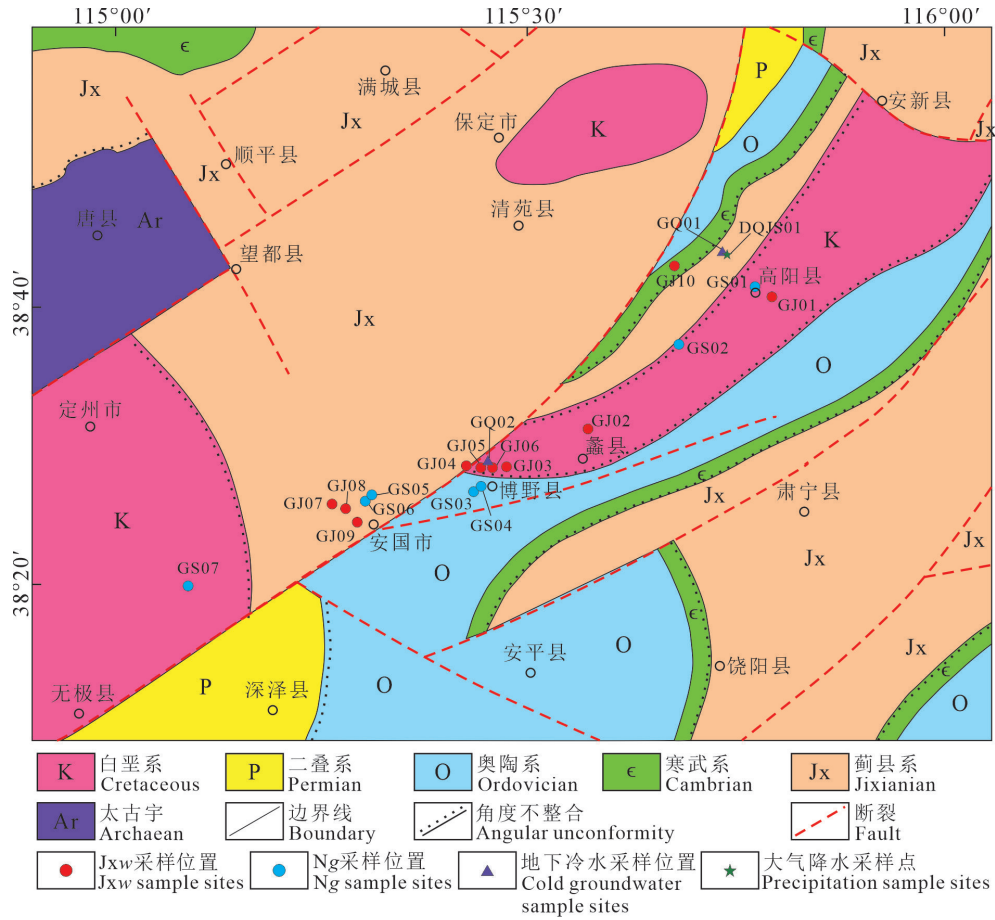 115°00′ 115°30′ 116°00′
38°40′
38°20′
ϵ
Jx
满城县
P
ϵ
Jx
安新县
Jx
保定市
K
O
Jx
顺平县
Jx
唐县
Ar
清苑县
ϵ
GQ01
DQJS01
K
望都县
GJ10
GS01
高阳县
GJ01
Jx
GS02
O
定州市
GQ02
GJ02
GJ05
GJ06
蠡县
GJ04
GJ03
ϵ
GJ08
GS05
GS03
博野县
Jx
肃宁县
GJ07
GS06
GS04
GJ09
安国市
K
Jx
Jx
GS07
O
ϵ
安平县
O
饶阳县
Jx
P
深泽县
O
ϵ
无极县
O
K 白垩系 Cretaceous
P 二叠系 Permian
O 奥陶系 Ordovician
ϵ 寒武系 Cambrian
Jx 蓟县系 Jixianian
Ar 太古宇 Archaean
边界线 Boundary
角度不整合 Angular unconformity
断裂 Fault
Jxw采样位置
Jxw sample sites
Ng采样位置
Ng sample sites
地下冷水采样位置
Cold groundwater
sample sites
大气降水采样点
Precipitation sample sites